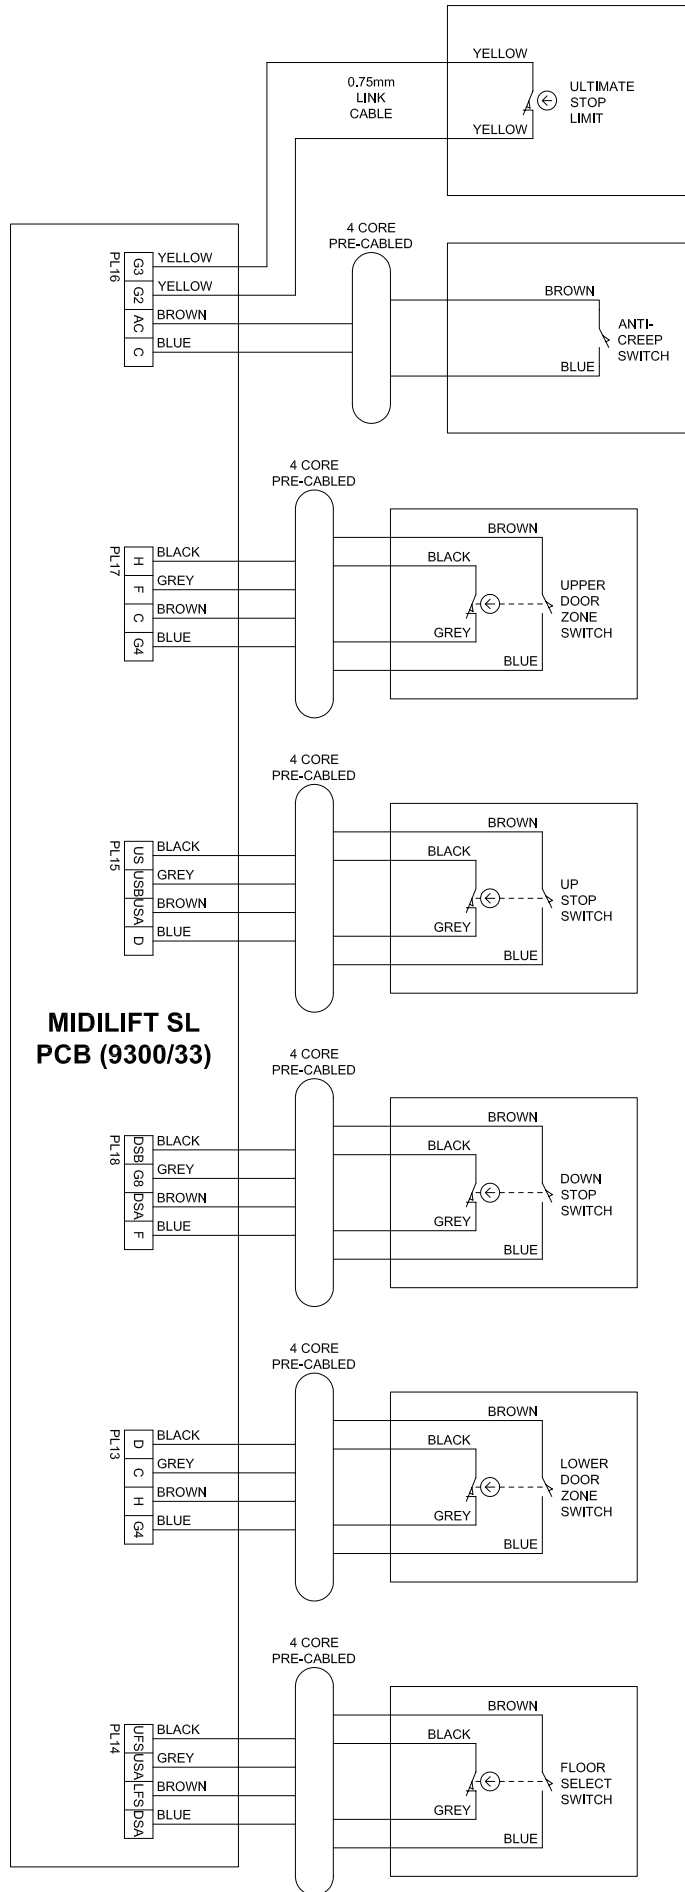 YELLOW
0.75mm
LINK
CABLE
ULTIMATE
STOP
LIMIT
YELLOW
4 CORE
PRE-CABLED
PL16
G3 YELLOW
G2 YELLOW
AC BROWN
C BLUE
BROWN
ANTI-
CREEP
SWITCH
BLUE
4 CORE
PRE-CABLED
PL17
H BLACK
F GREY
C BROWN
G4 BLUE
BROWN
BLACK
UPPER
DOOR
ZONE
SWITCH
GREY
BLUE
4 CORE
PRE-CABLED
PL15
US BLACK
USB GREY
USA BROWN
D BLUE
BROWN
BLACK
UP
STOP
SWITCH
GREY
BLUE
MIDILIFT SL
PCB (9300/33)
4 CORE
PRE-CABLED
PL18
DSB BLACK
G8 GREY
DSA BROWN
F BLUE
BROWN
BLACK
DOWN
STOP
SWITCH
GREY
BLUE
4 CORE
PRE-CABLED
PL13
D BLACK
C GREY
H BROWN
G4 BLUE
BROWN
BLACK
LOWER
DOOR
ZONE
SWITCH
GREY
BLUE
4 CORE
PRE-CABLED
PL14
UFS BLACK
USA GREY
LFS BROWN
DSA BLUE
BROWN
BLACK
FLOOR
SELECT
SWITCH
GREY
BLUE